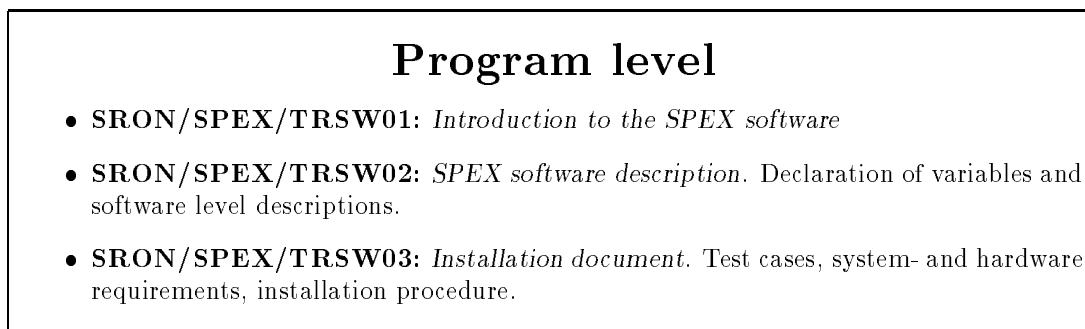 Program level
• SRON/SPEX/TRSW01: Introduction to the SPEX software
• SRON/SPEX/TRSW02: SPEX software description. Declaration of variables and
software level descriptions.
• SRON/SPEX/TRSW03: Installation document. Test cases, system- and hardware
requirements, installation procedure.